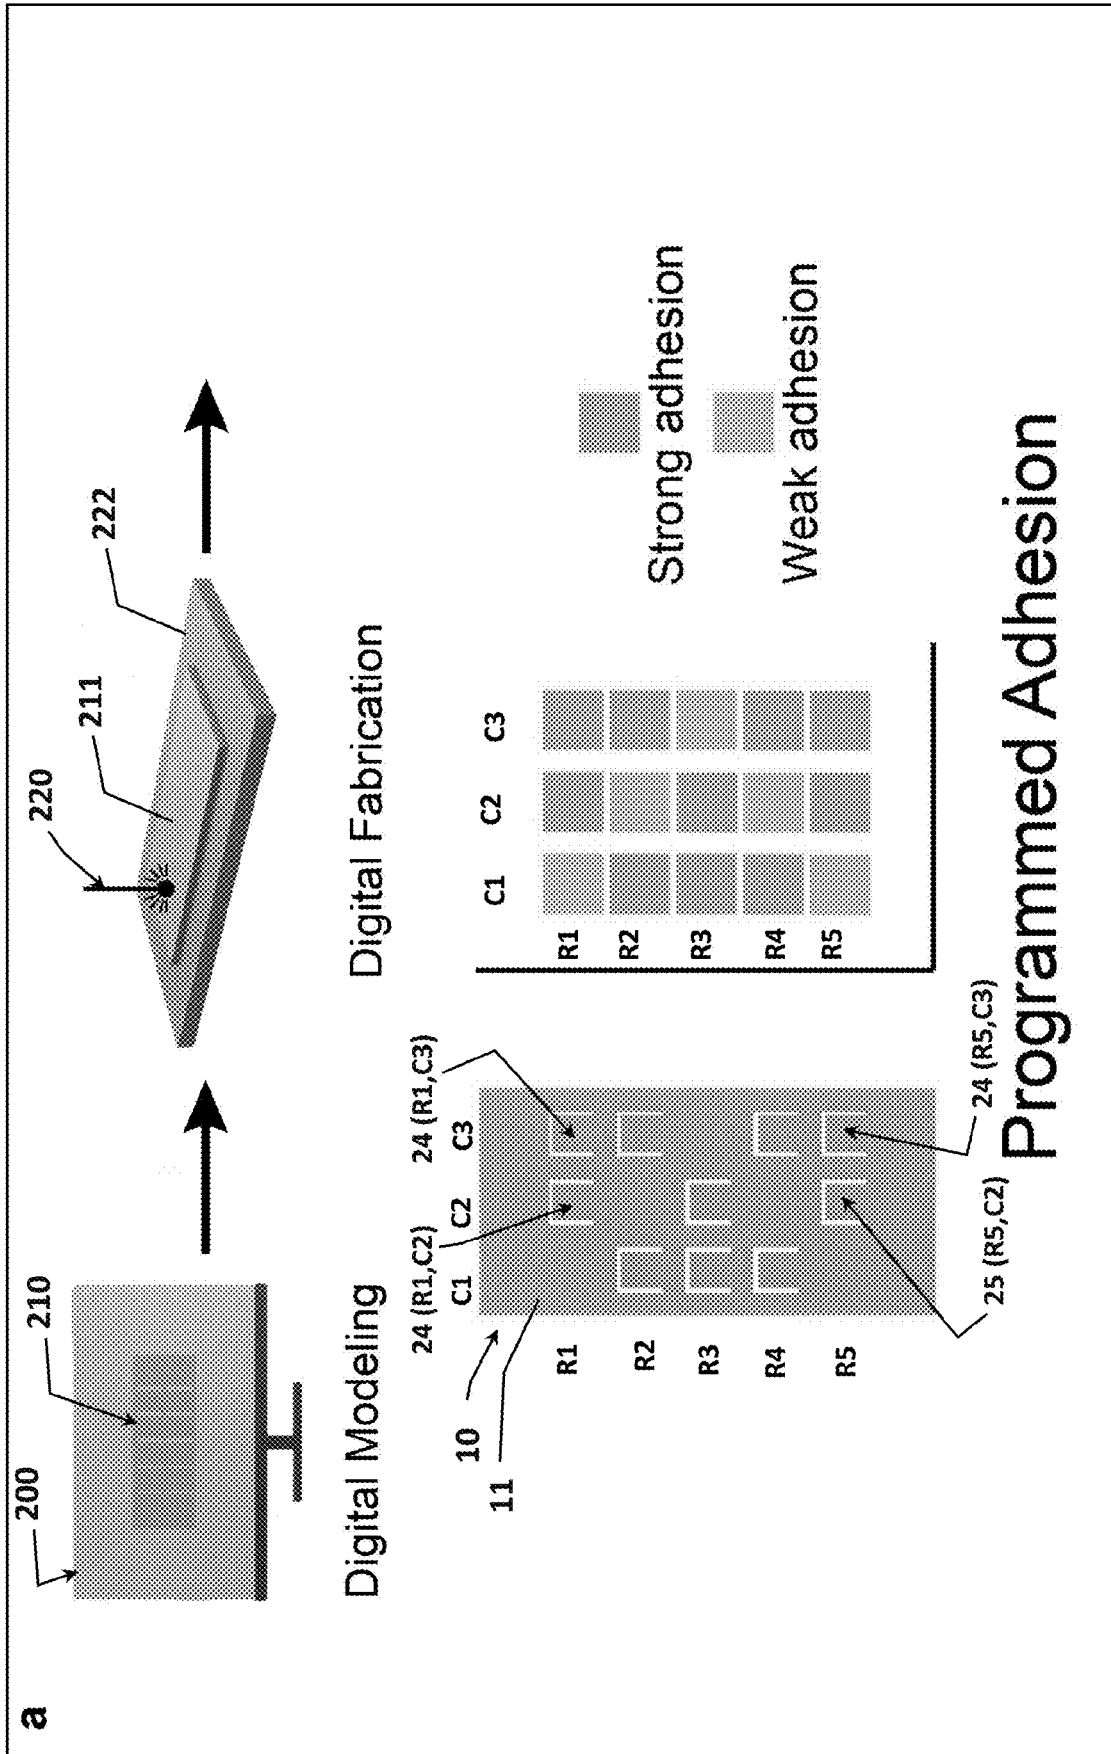 a
200
210
220
211
222
Digital Modeling
Digital Fabrication
10
11
24 (R1,C2)
24 (R1,C3)
C1 C2 C3
R1
R2
R3
R4
R5
25 (R5,C2)
24 (R5,C3)
C1 C2 C3
R1
R2
R3
R4
R5
Strong adhesion
Weak adhesion
Programmed Adhesion